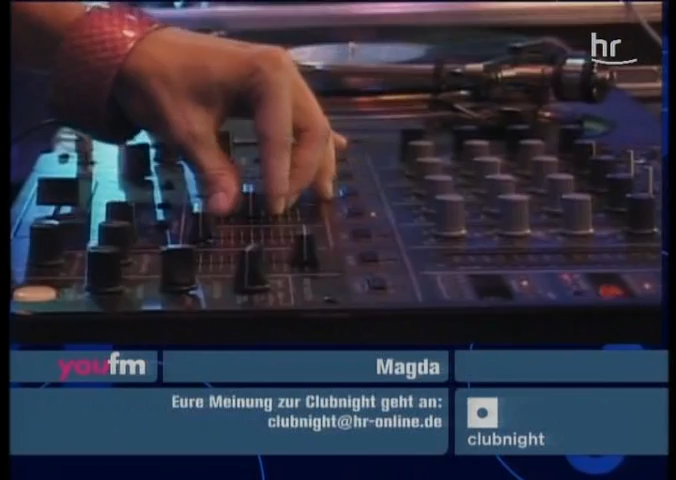 hr
youfm
Magda
Eure Meinung zur Clubnight geht an:
clubnight@hr-online.de
clubnight